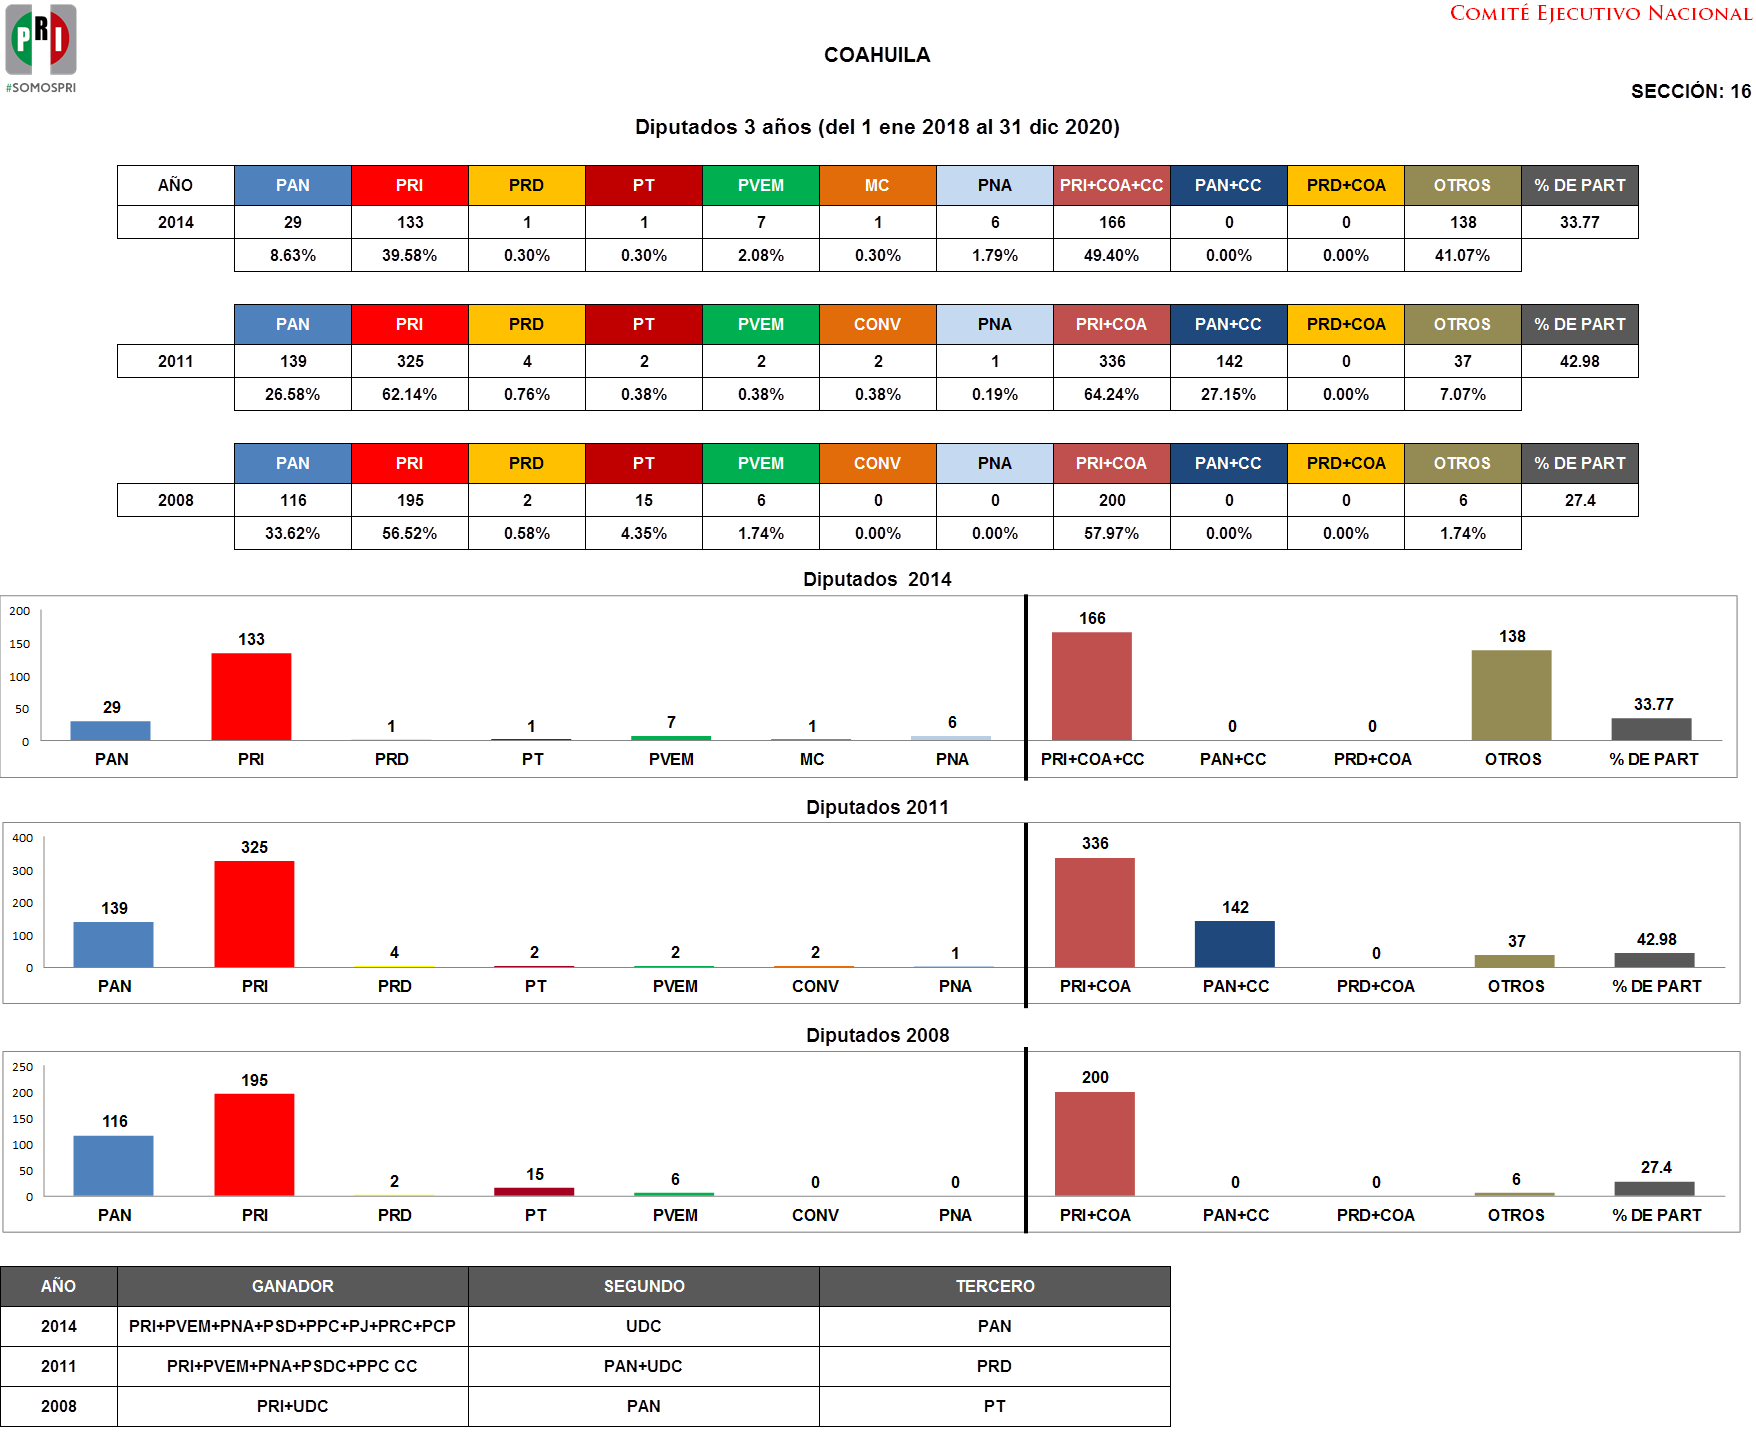 PRI
#SOMOSPRI
COMITÉ EJECUTIVO NACIONAL
COAHUILA
SECCIÓN: 16
Diputados 3 años (del 1 ene 2018 al 31 dic 2020)
AÑO PAN PRI PRD PT PVEM MC PNA PRI+COA+CC PAN+CC PRD+COA OTROS % DE PART
2014 29 133 1 1 7 1 6 166 0 0 138 33.77
8.63% 39.58% 0.30% 0.30% 2.08% 0.30% 1.79% 49.40% 0.00% 0.00% 41.07%
PAN PRI PRD PT PVEM CONV PNA PRI+COA PAN+CC PRD+COA OTROS % DE PART
2011 139 325 4 2 2 2 1 336 142 0 37 42.98
26.58% 62.14% 0.76% 0.38% 0.38% 0.38% 0.19% 64.24% 27.15% 0.00% 7.07%
PAN PRI PRD PT PVEM CONV PNA PRI+COA PAN+CC PRD+COA OTROS % DE PART
2008 116 195 2 15 6 0 0 200 0 0 6 27.4
33.62% 56.52% 0.58% 4.35% 1.74% 0.00% 0.00% 57.97% 0.00% 0.00% 1.74%
Diputados 2014
200
150
100
50
0
29 133 1 1 7 1 6 166 0 0 138 33.77
PAN PRI PRD PT PVEM MC PNA PRI+COA+CC PAN+CC PRD+COA OTROS % DE PART
Diputados 2011
400
300
200
100
0
139 325 4 2 2 2 1 336 142 0 37 42.98
PAN PRI PRD PT PVEM CONV PNA PRI+COA PAN+CC PRD+COA OTROS % DE PART
Diputados 2008
250
200
150
100
50
0
116 195 2 15 6 0 0 200 0 0 6 27.4
PAN PRI PRD PT PVEM CONV PNA PRI+COA PAN+CC PRD+COA OTROS % DE PART
AÑO GANADOR SEGUNDO TERCERO
2014 PRI+PVEM+PNA+PSD+PPC+PJ+PRC+PCP UDC PAN
2011 PRI+PVEM+PNA+PSDC+PPC CC PAN+UDC PRD
2008 PRI+UDC PAN PT